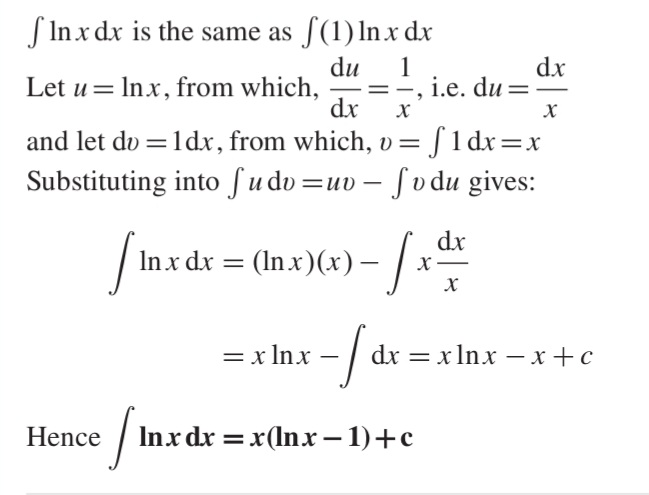 ∫ ln x dx is the same as ∫(1) ln x dx
Let u = ln x, from which, du/dx = 1/x, i.e. du = dx/x
and let dv = 1dx, from which, v = ∫ 1 dx = x
Substituting into ∫ u dv = uv − ∫ v du gives:
∫ ln x dx = (ln x)(x) − ∫ x dx/x
= x ln x − ∫ dx = x ln x − x + c
Hence ∫ ln x dx = x(ln x − 1) + c